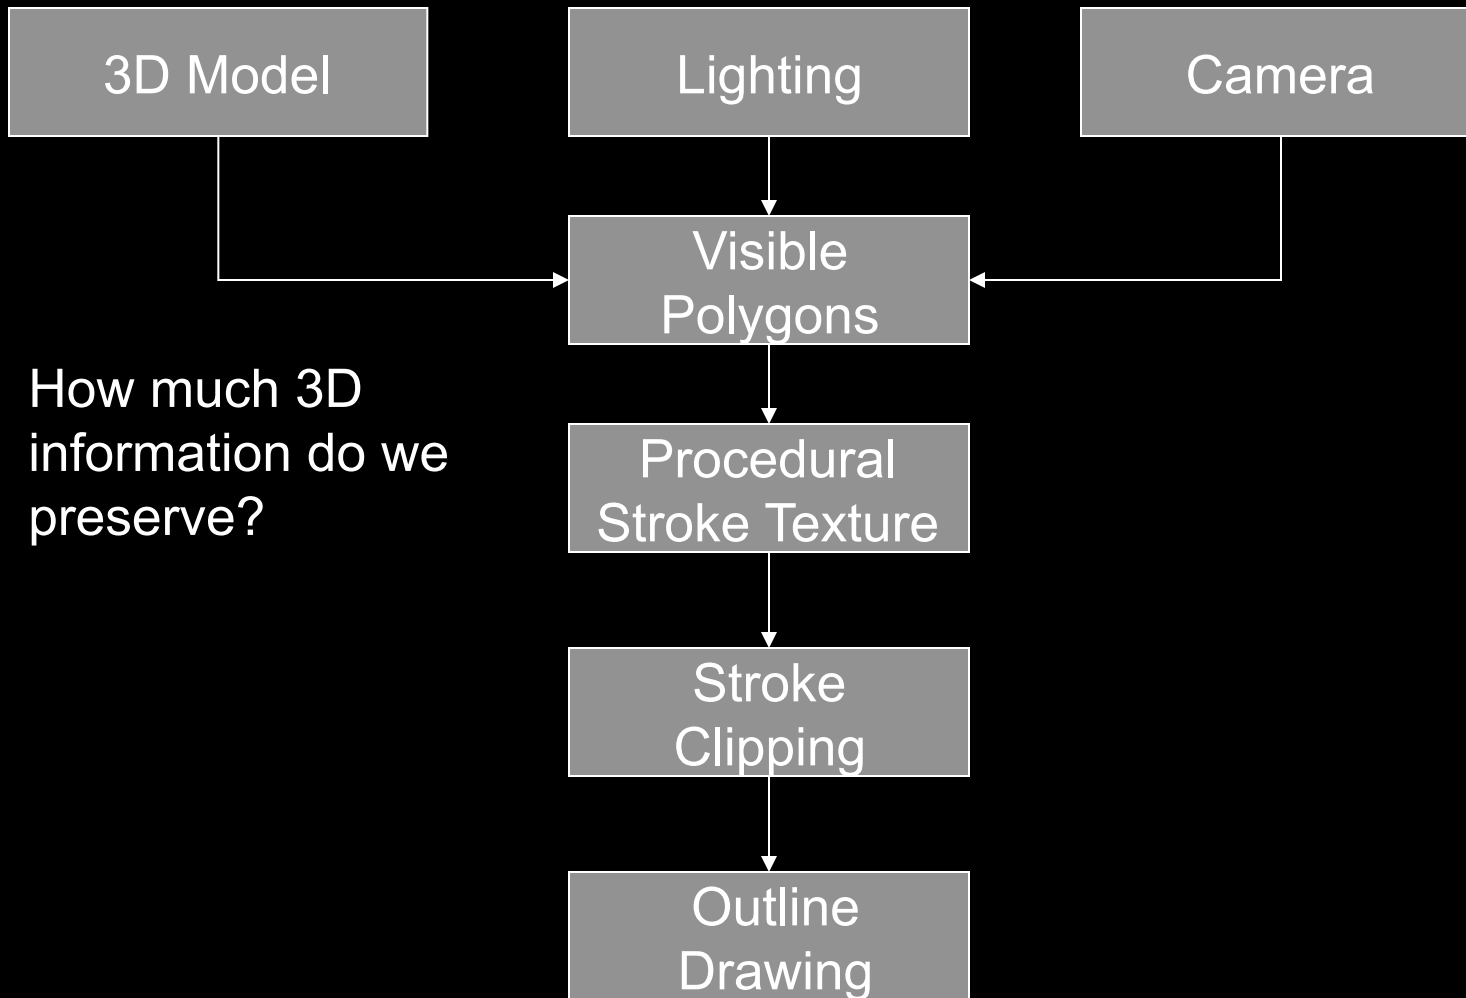 3D Model
Lighting
Camera
Visible
Polygons
How much 3D
information do we
preserve?
Procedural
Stroke Texture
Stroke
Clipping
Outline
Drawing